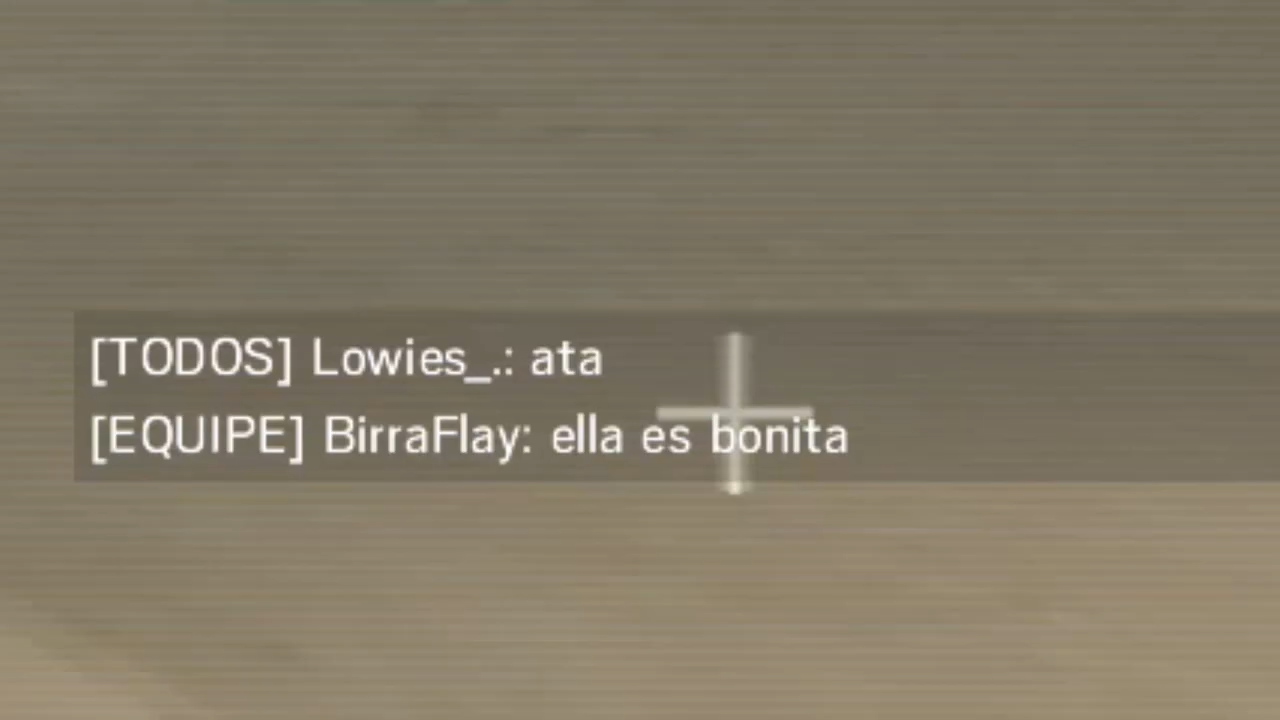 [TODOS] Lowies_.: ata
[EQUIPE] BirraFlay: ella es bonita